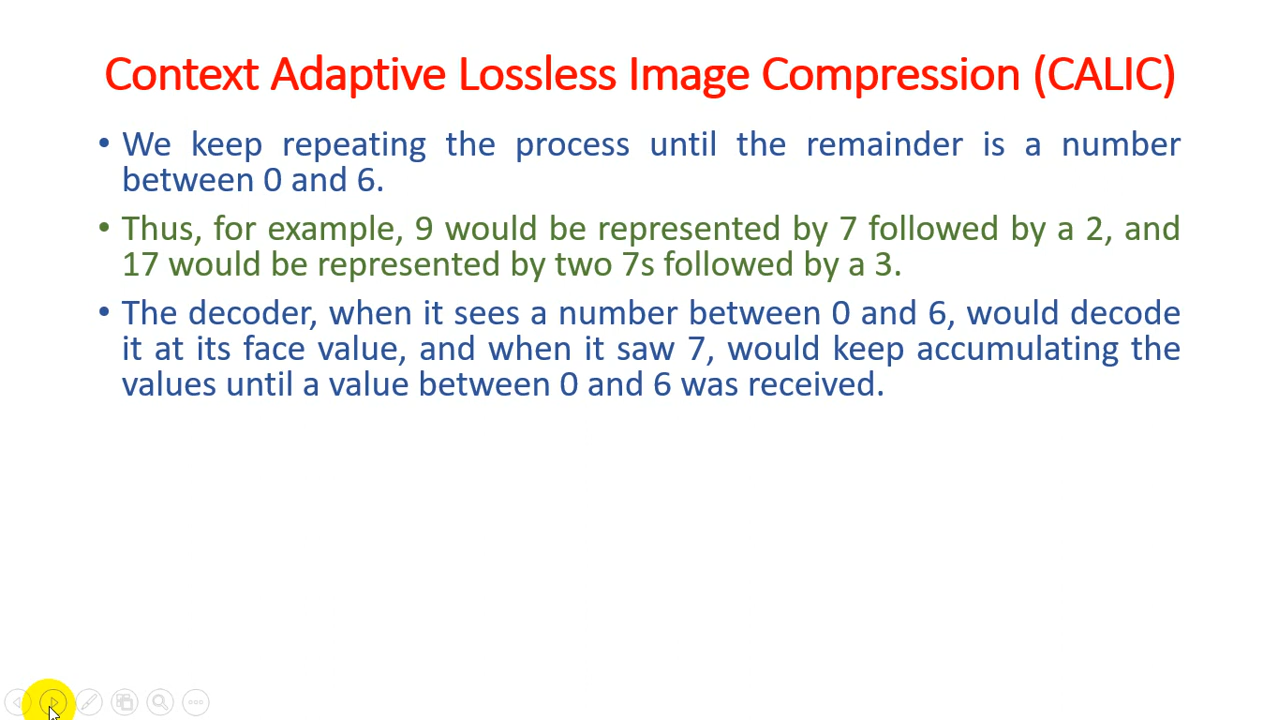 Context Adaptive Lossless Image Compression (CALIC)
• We keep repeating the process until the remainder is a number
between 0 and 6.
• Thus, for example, 9 would be represented by 7 followed by a 2, and
17 would be represented by two 7s followed by a 3.
• The decoder, when it sees a number between 0 and 6, would decode
it at its face value, and when it saw 7, would keep accumulating the
values until a value between 0 and 6 was received.